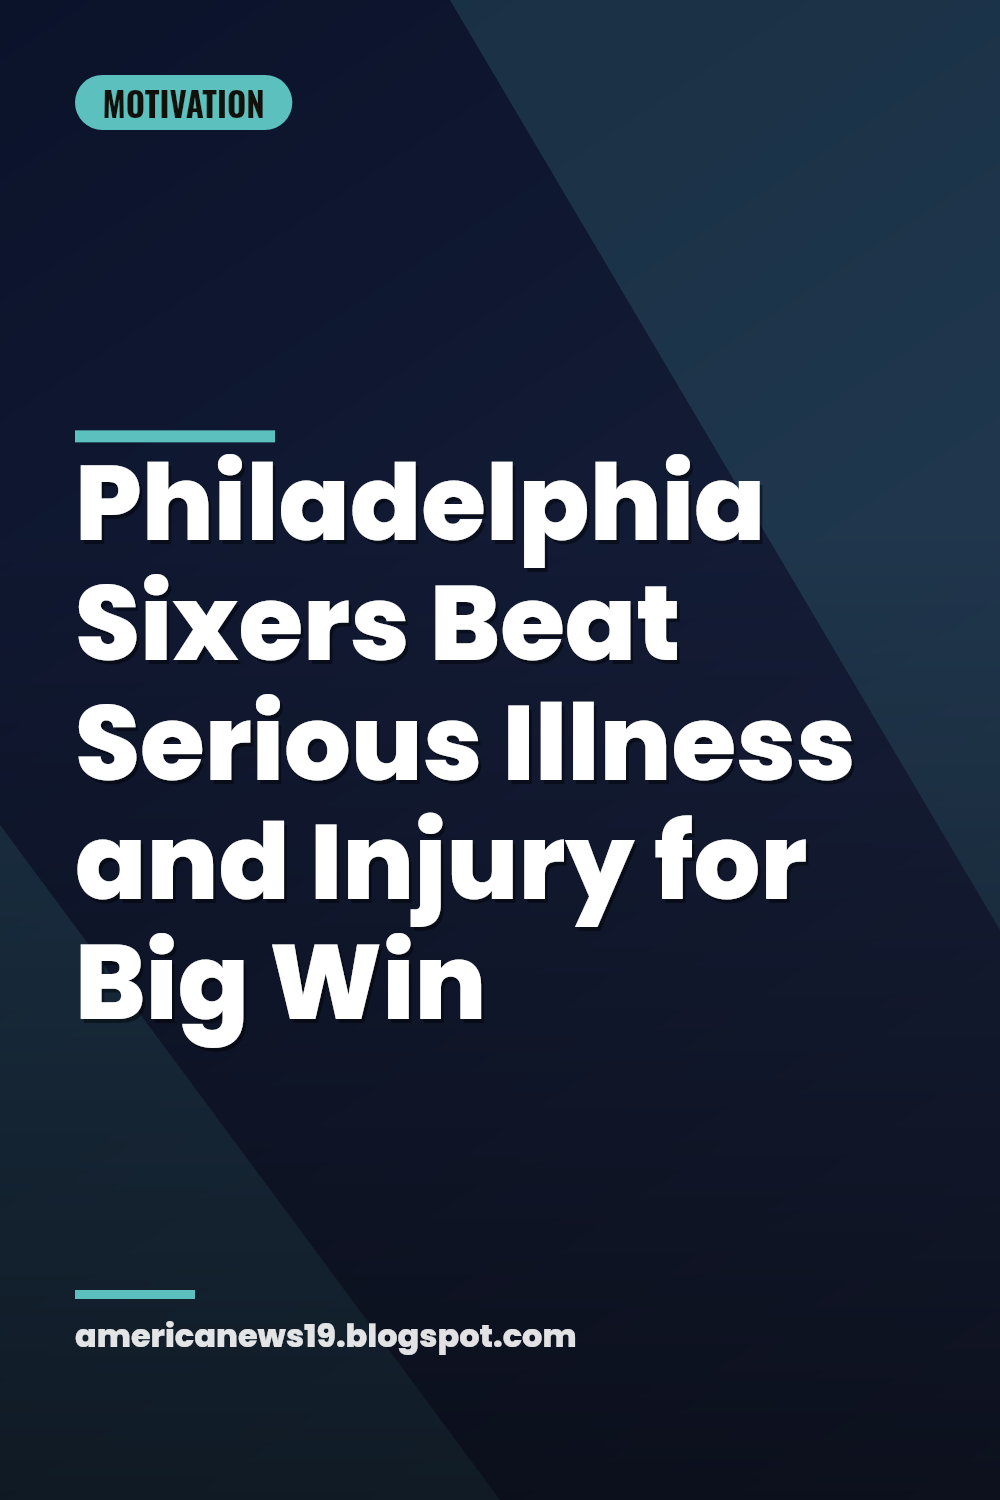 MOTIVATION
Philadelphia
Sixers Beat
Serious Illness
and Injury for
Big Win
americanews19.blogspot.com